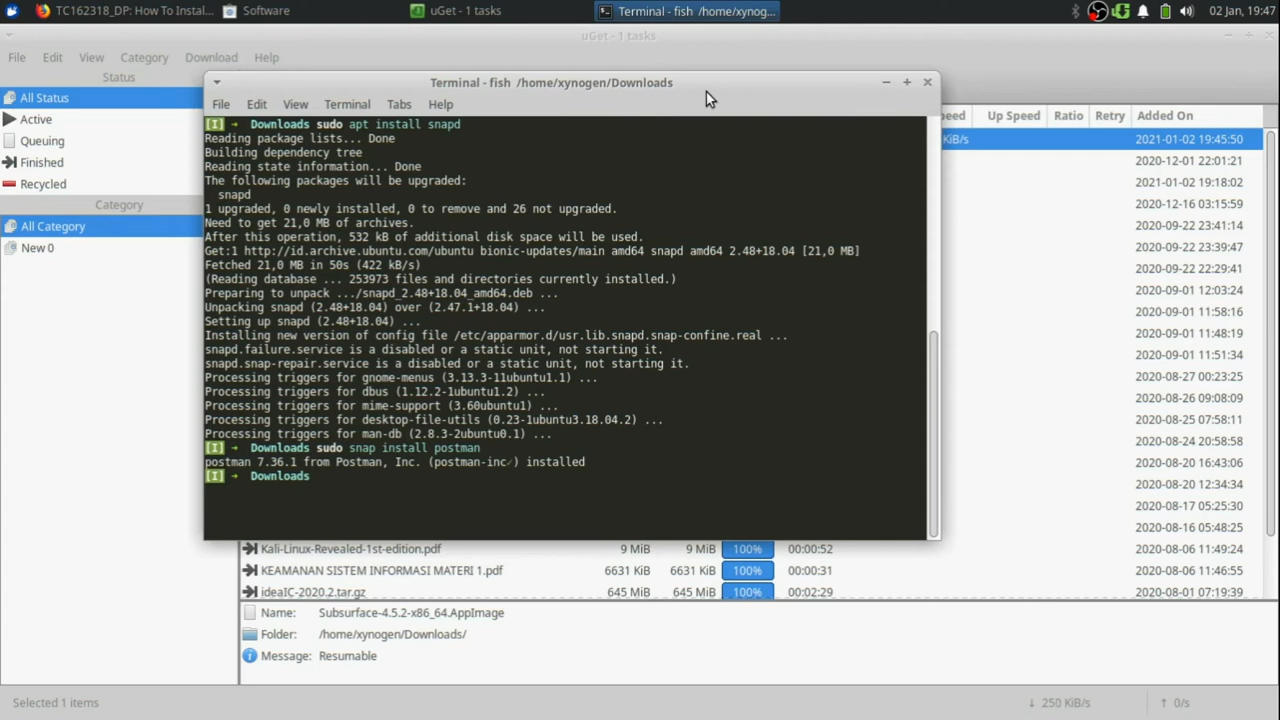 TC162318_DP: How To Instal...
Software
uGet - 1 tasks
Terminal - fish /home/xynog...
02 Jan, 19:47
uGet - 1 tasks
File Edit View Category Download Help
Status
All Status
Active
Queuing
Finished
Recycled
Category
All Category
New 0
Terminal - fish /home/xynogen/Downloads
File Edit View Terminal Tabs Help
[I] → Downloads sudo apt install snapd
Reading package lists... Done
Building dependency tree
Reading state information... Done
The following packages will be upgraded:
snapd
1 upgraded, 0 newly installed, 0 to remove and 26 not upgraded.
Need to get 21,0 MB of archives.
After this operation, 532 kB of additional disk space will be used.
Get:1 http://id.archive.ubuntu.com/ubuntu bionic-updates/main amd64 snapd amd64 2.48+18.04 [21,0 MB]
Fetched 21,0 MB in 50s (422 kB/s)
(Reading database ... 253973 files and directories currently installed.)
Preparing to unpack .../snapd_2.48+18.04_amd64.deb ...
Unpacking snapd (2.48+18.04) over (2.47.1+18.04) ...
Setting up snapd (2.48+18.04) ...
Installing new version of config file /etc/apparmor.d/usr.lib.snapd.snap-confine.real ...
snapd.failure.service is a disabled or a static unit, not starting it.
snapd.snap-repair.service is a disabled or a static unit, not starting it.
Processing triggers for gnome-menus (3.13.3-11ubuntu1.1) ...
Processing triggers for dbus (1.12.2-1ubuntu1.2) ...
Processing triggers for mime-support (3.60ubuntu1) ...
Processing triggers for desktop-file-utils (0.23-1ubuntu3.18.04.2) ...
Processing triggers for man-db (2.8.3-2ubuntu0.1) ...
[I] → Downloads sudo snap install postman
postman 7.36.1 from Postman, Inc. (postman-inc✓) installed
[I] → Downloads
peed Up Speed Ratio Retry Added On
KiB/s 2021-01-02 19:45:50
2020-12-01 22:01:21
2021-01-02 19:18:02
2020-12-16 03:15:59
2020-09-22 23:41:14
2020-09-22 23:39:47
2020-09-22 22:29:41
2020-09-01 12:03:24
2020-09-01 11:58:16
2020-09-01 11:48:19
2020-09-01 11:51:34
2020-08-27 00:23:25
2020-08-26 09:08:09
2020-08-25 07:58:11
2020-08-24 20:58:58
2020-08-20 16:43:06
2020-08-20 12:34:34
2020-08-17 05:25:30
2020-08-16 05:48:25
Kali-Linux-Revealed-1st-edition.pdf 9 MiB 9 MiB 100% 00:00:52 2020-08-06 11:49:24
KEAMANAN SISTEM INFORMASI MATERI 1.pdf 6631 KiB 6631 KiB 100% 00:00:31 2020-08-06 11:46:55
ideaIC-2020.2.tar.gz 645 MiB 645 MiB 100% 00:02:29 2020-08-01 07:19:39
Name: Subsurface-4.5.2-x86_64.AppImage
Folder: /home/xynogen/Downloads/
Message: Resumable
Selected 1 items ↓ 250 KiB/s ↑ 0/s